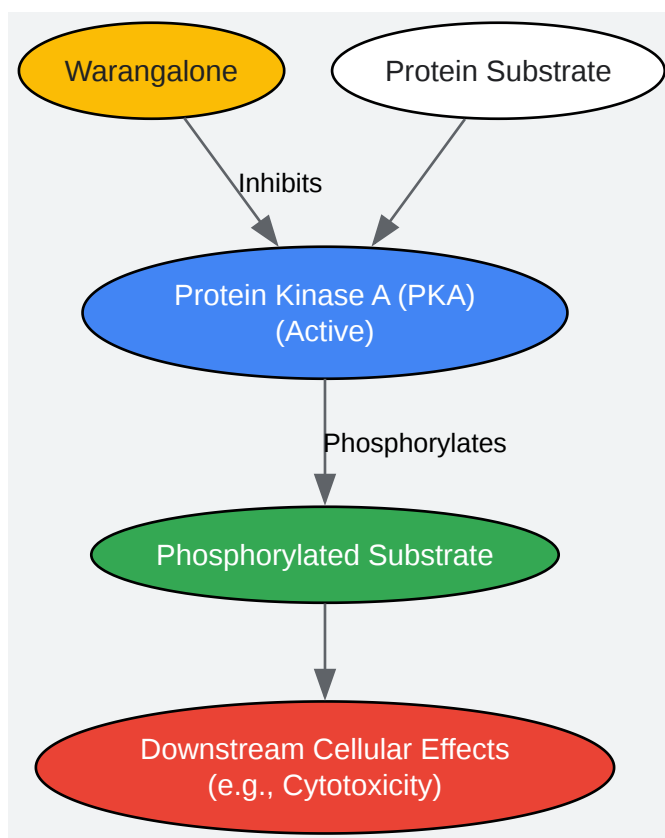 Warangalone
Protein Substrate
Inhibits
Protein Kinase A (PKA)
(Active)
Phosphorylates
Phosphorylated Substrate
Downstream Cellular Effects
(e.g., Cytotoxicity)